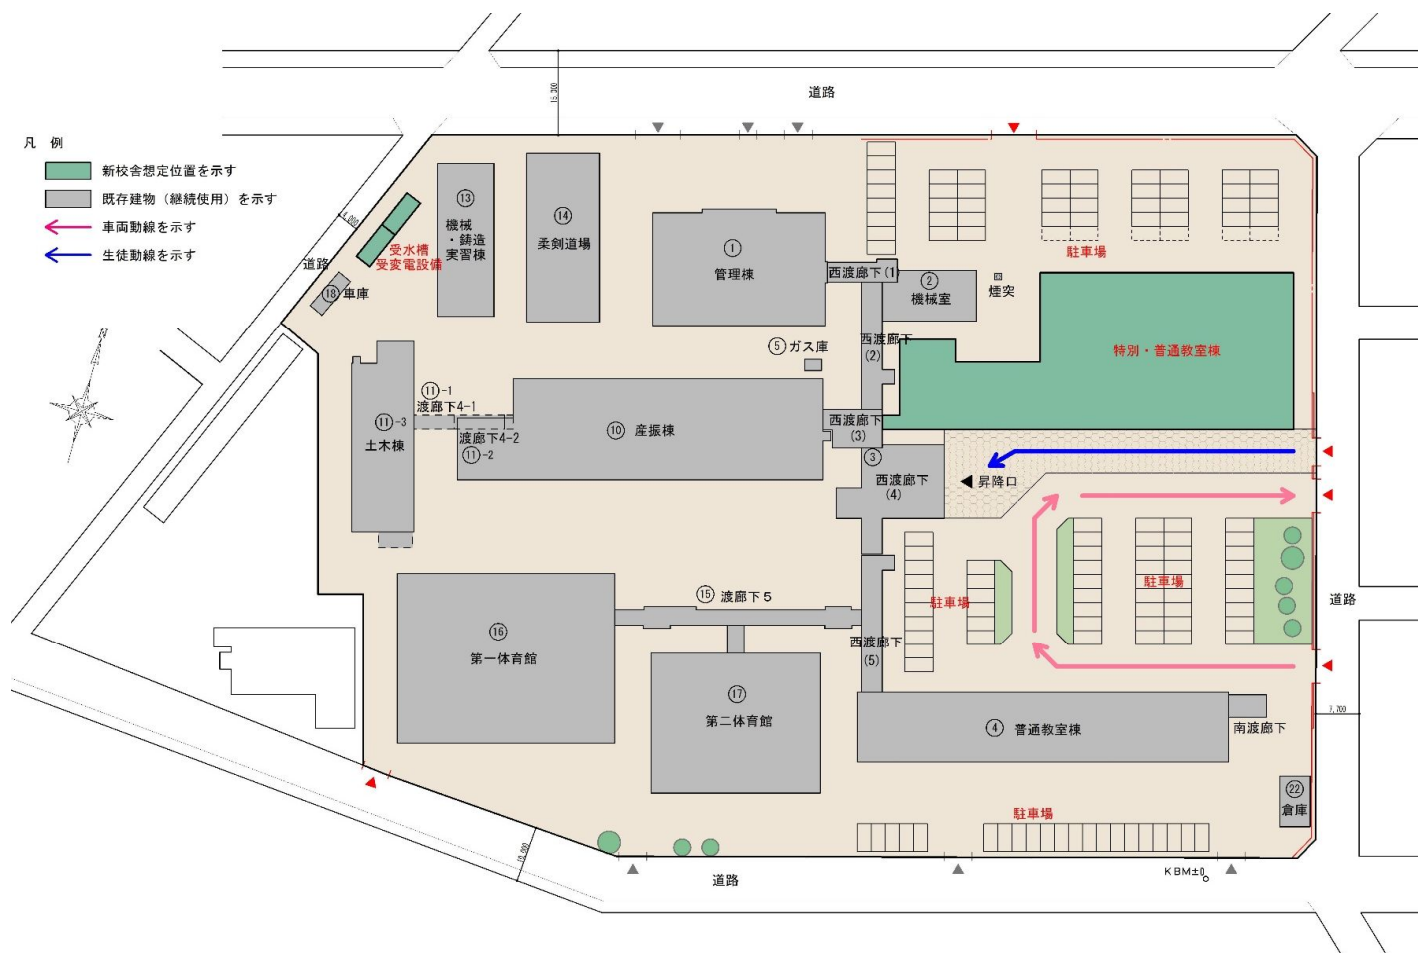 道路
15,000
凡 例
新校舎想定位置を示す
既存建物（継続使用）を示す
車両動線を示す
生徒動線を示す
4,000
道路
受水槽
受変電設備
⑱車庫
⑬
機械
・鋳造
実習棟
⑭
柔剣道場
①
管理棟
西渡廊下(1)
②
機械室
煙突
駐車場
⑤ガス庫
西渡廊下
(2)
特別・普通教室棟
⑪-1
渡廊下4-1
⑪-3
土木棟
渡廊下4-2
⑪-2
⑩ 産振棟
西渡廊下
(3)
③
西渡廊下
(4)
昇降口
駐車場
駐車場
道路
⑮ 渡廊下５
西渡廊下
(5)
⑯
第一体育館
⑰
第二体育館
④ 普通教室棟
南渡廊下
7,700
㉒
倉庫
駐車場
10,000
道路
KBM±0